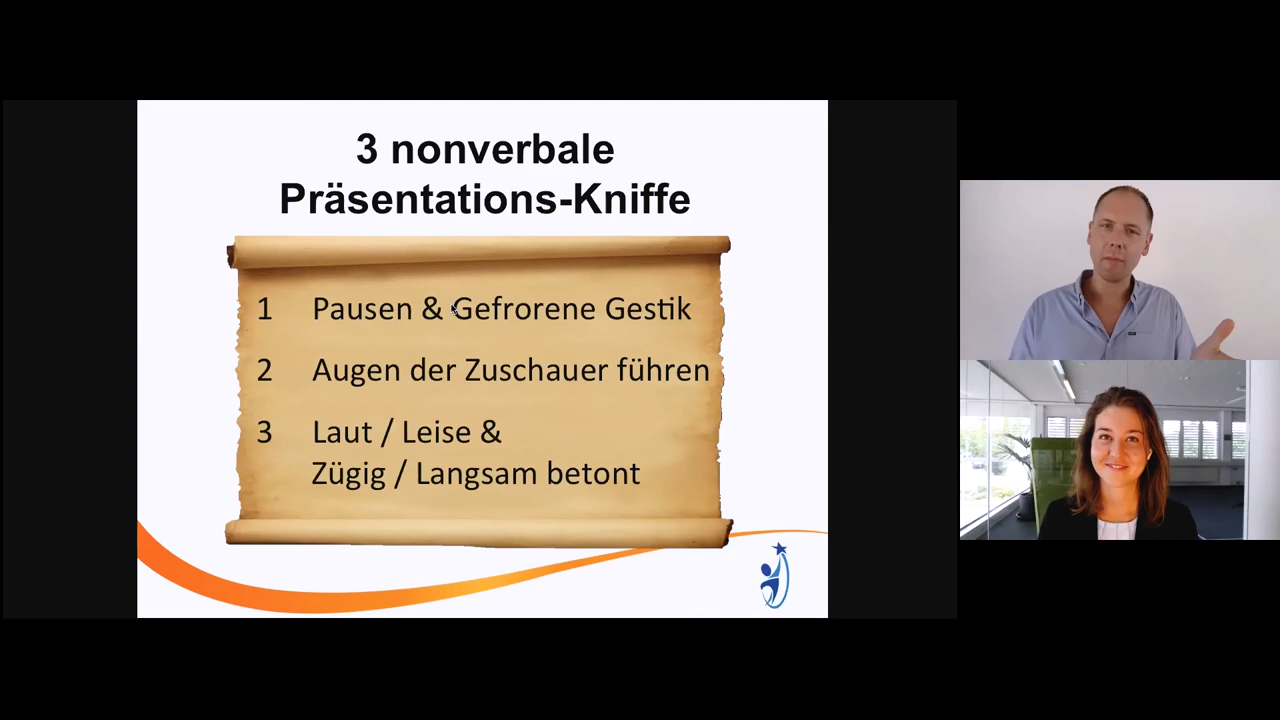 3 nonverbale
Präsentations-Kniffe
1 Pausen & Gefrorene Gestik
2 Augen der Zuschauer führen
3 Laut / Leise &
Zügig / Langsam betont